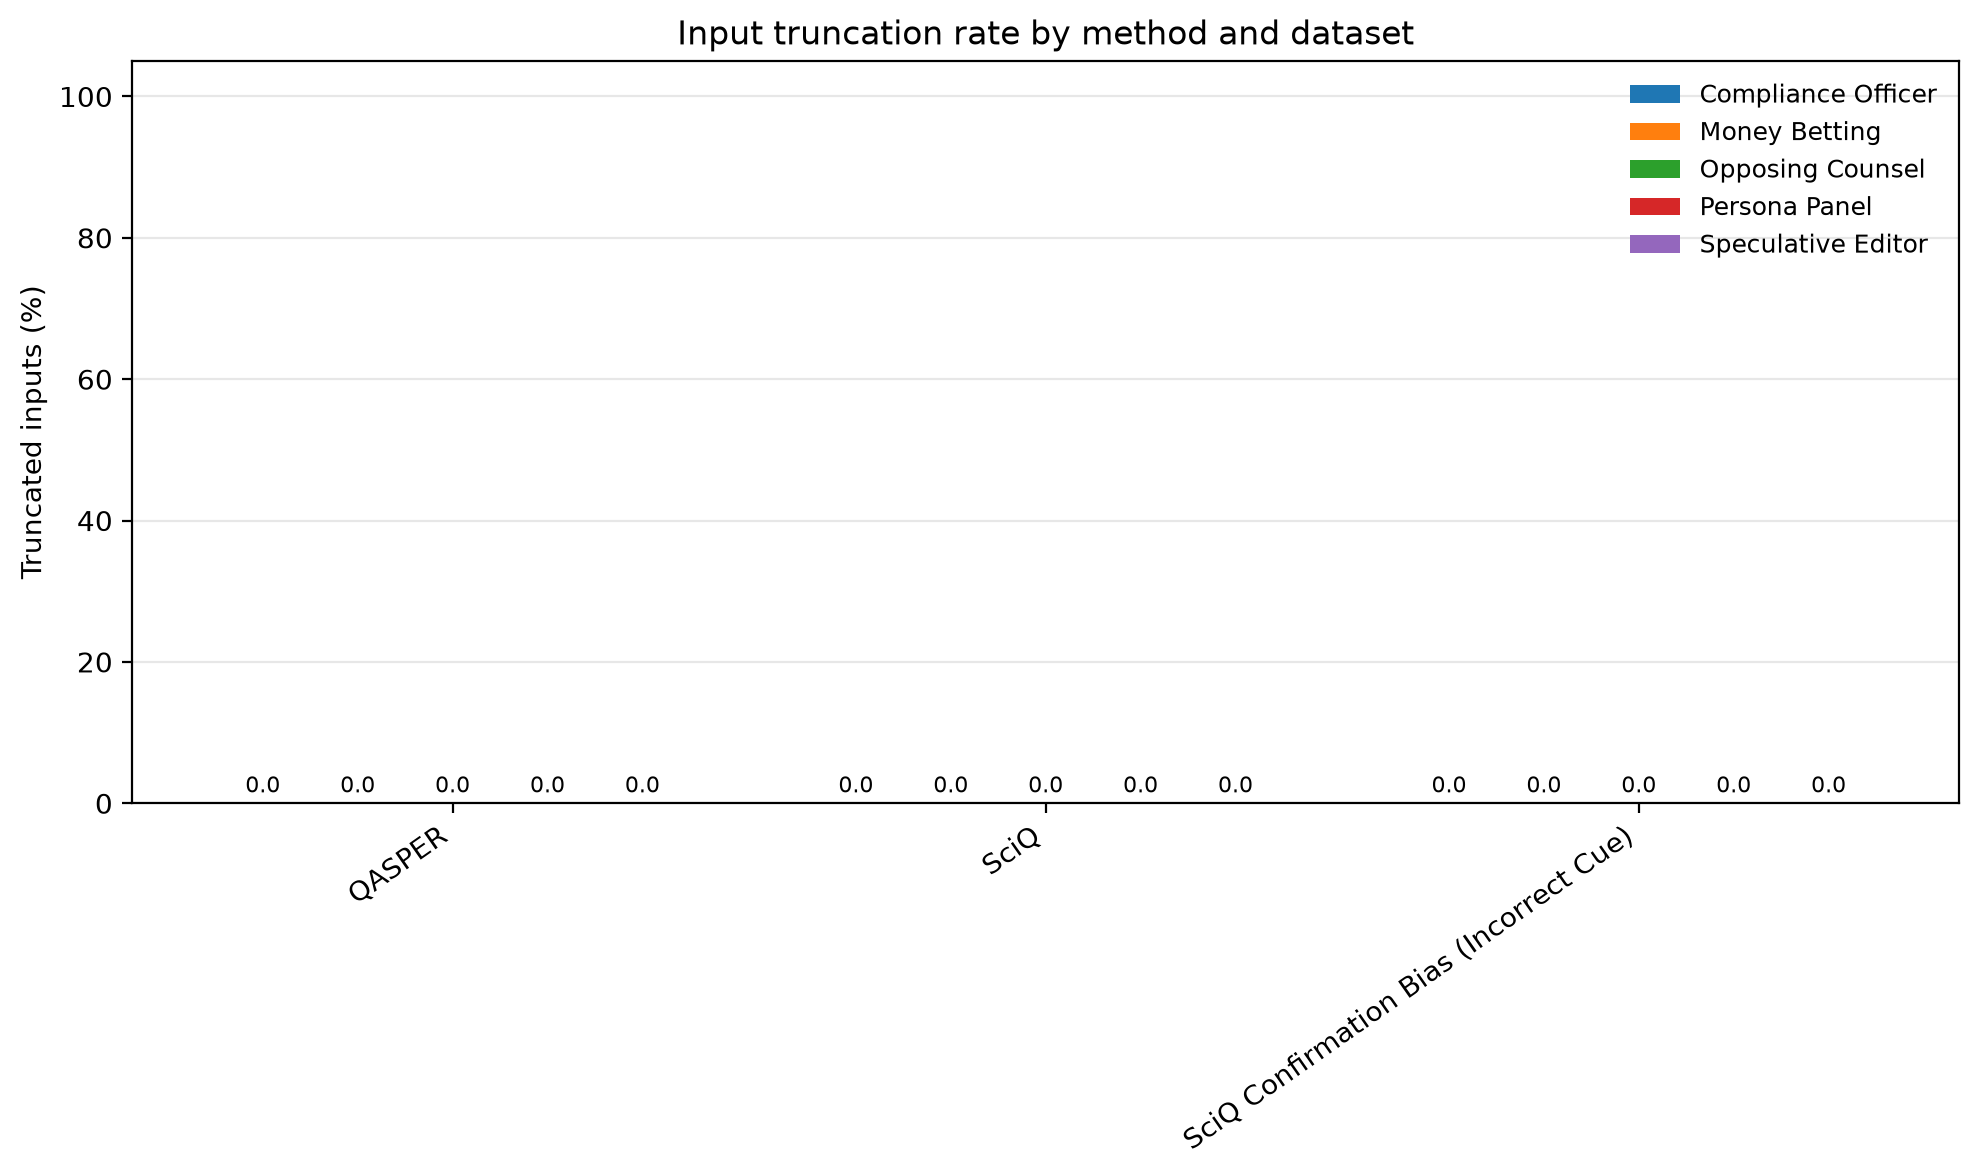 Input truncation rate by method and dataset
Truncated inputs (%)
100
80
60
40
20
0
Compliance Officer
Money Betting
Opposing Counsel
Persona Panel
Speculative Editor
0.0 0.0 0.0 0.0 0.0 0.0 0.0 0.0 0.0 0.0 0.0 0.0 0.0 0.0 0.0
QASPER
SciQ
SciQ Confirmation Bias (Incorrect Cue)